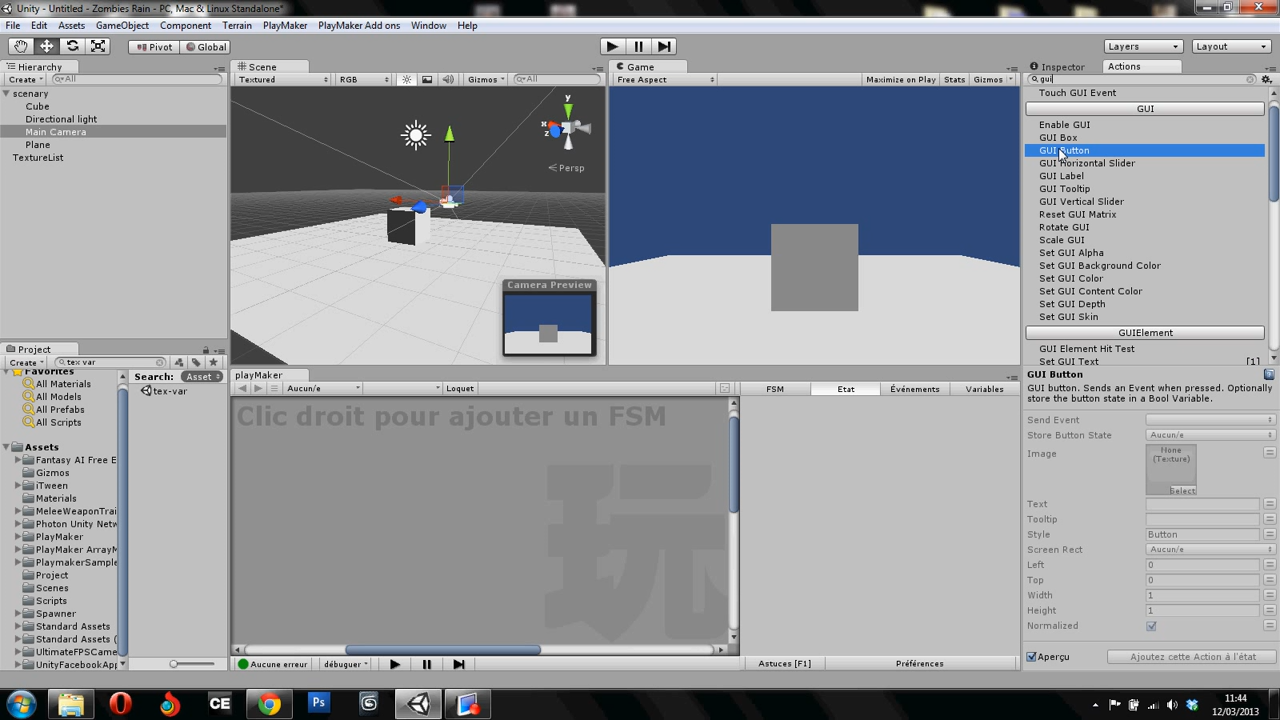 Unity - Untitled - Zombies Rain - PC, Mac & Linux Standalone*
File Edit Assets GameObject Component Terrain PlayMaker PlayMaker Add ons Window Help
Pivot Global Layers Layout
Hierarchy
Create All
scenary
Cube
Directional light
Main Camera
Plane
TextureList
Scene
Textured RGB Gizmos All
y
x
z
Persp
Camera Preview
Game
Free Aspect Maximize on Play Stats Gizmos
Inspector Actions
gui
Touch GUI Event
GUI
Enable GUI
GUI Box
GUI Button
GUI Horizontal Slider
GUI Label
GUI Tooltip
GUI Vertical Slider
Reset GUI Matrix
Rotate GUI
Scale GUI
Set GUI Alpha
Set GUI Background Color
Set GUI Color
Set GUI Content Color
Set GUI Depth
Set GUI Skin
GUIElement
GUI Element Hit Test
Set GUI Text [1]
GUI Button
GUI button. Sends an Event when pressed. Optionally
store the button state in a Bool Variable.
Send Event
Store Button State Aucun/e
Image None
(Texture)
Select
Text
Tooltip
Style Button
Screen Rect Aucun/e
Left 0
Top 0
Width 1
Height 1
Normalized
Aperçu Ajoutez cette Action à l'état
Project
Create tex var
Favorites
All Materials
All Models
All Prefabs
All Scripts
Assets
Fantasy AI Free E
Gizmos
iTween
Materials
MeleeWeaponTrai
Photon Unity Netw
PlayMaker
PlayMaker ArrayM
PlaymakerSample
Project
Scenes
Scripts
Spawner
Standard Assets
Standard Assets (
UltimateFPSCame
UnityFacebookApp
Search: Asset
tex-var
playMaker
Aucun/e Loquet
Clic droit pour ajouter un FSM
玩
FSM Etat Événements Variables
Aucune erreur débuguer
Astuces [F1] Préférences
CE
Ps
11:44
12/03/2013